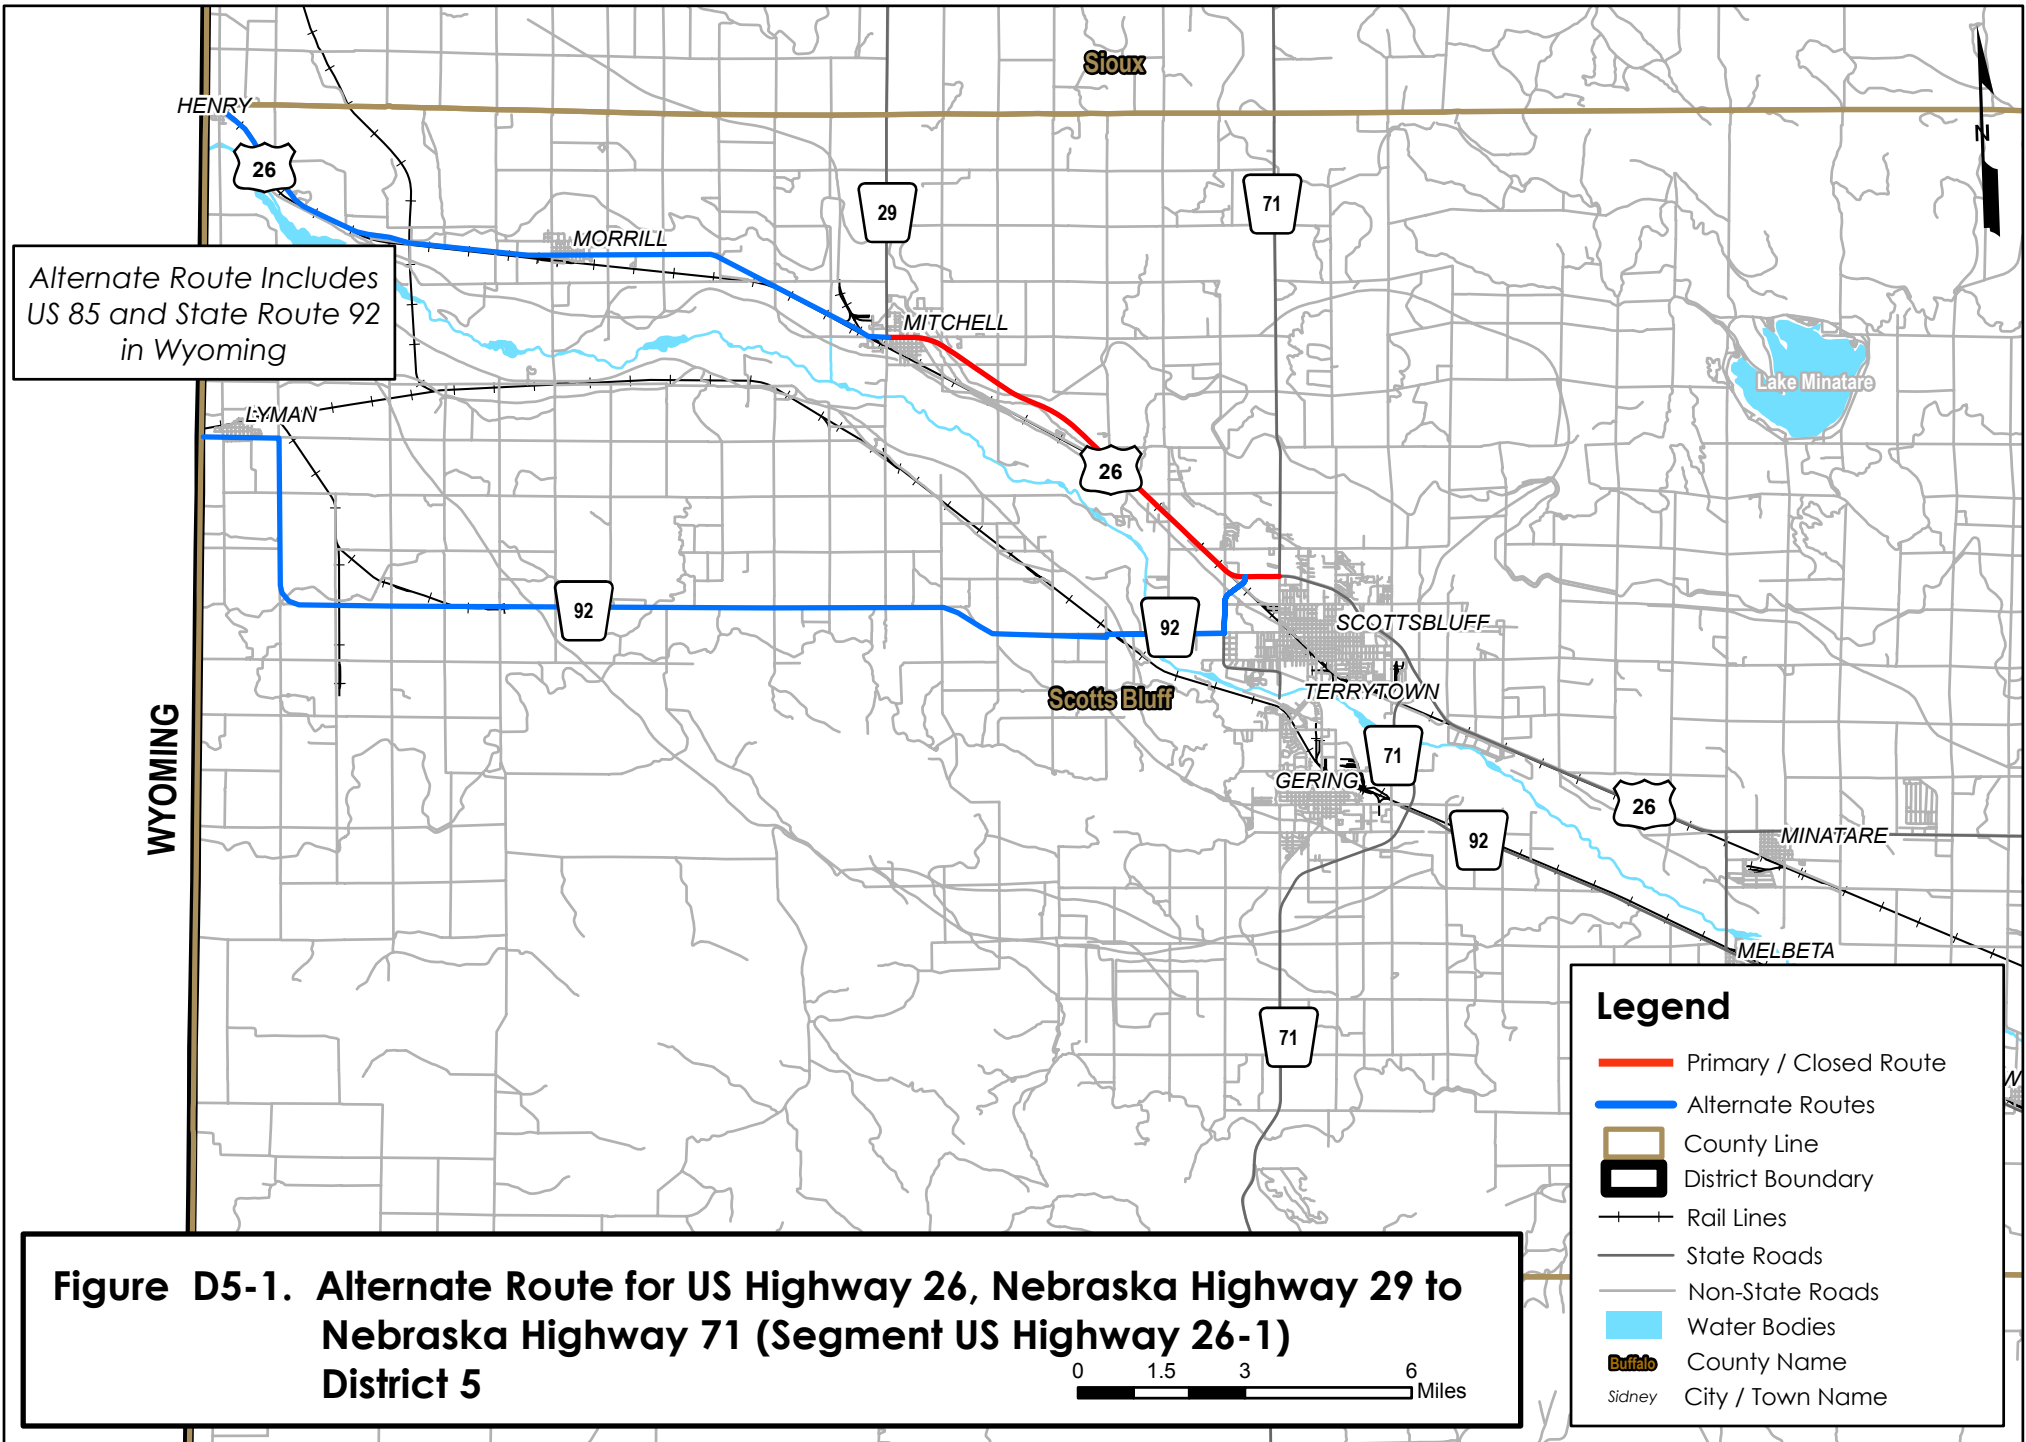 Sioux
HENRY
N
26
29
71
MORRILL
Alternate Route Includes
US 85 and State Route 92
in Wyoming
MITCHELL
Lake Minatare
LYMAN
26
92
92
SCOTTSBLUFF
TERRYTOWN
Scotts Bluff
WYOMING
71
GERING
26
92
MINATARE
MELBETA
71
Legend
Primary / Closed Route
Alternate Routes
County Line
District Boundary
Rail Lines
State Roads
Non-State Roads
Water Bodies
Buffalo County Name
Sidney City / Town Name
Figure D5-1. Alternate Route for US Highway 26, Nebraska Highway 29 to
Nebraska Highway 71 (Segment US Highway 26-1)
District 5
0 1.5 3 6
Miles